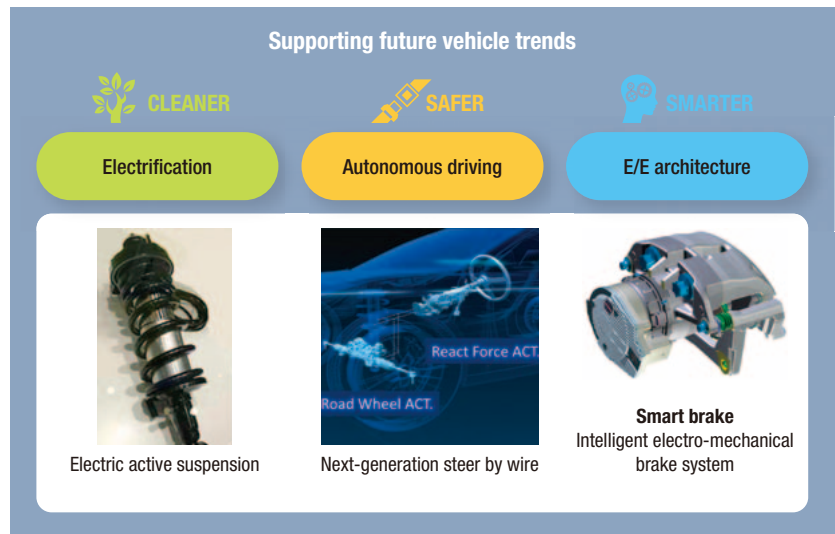 Supporting future vehicle trends
CLEANER
SAFER
SMARTER
Electrification
Autonomous driving
E/E architecture
React Force ACT.
Road Wheel ACT.
Electric active suspension
Next-generation steer by wire
Smart brake
Intelligent electro-mechanical
brake system